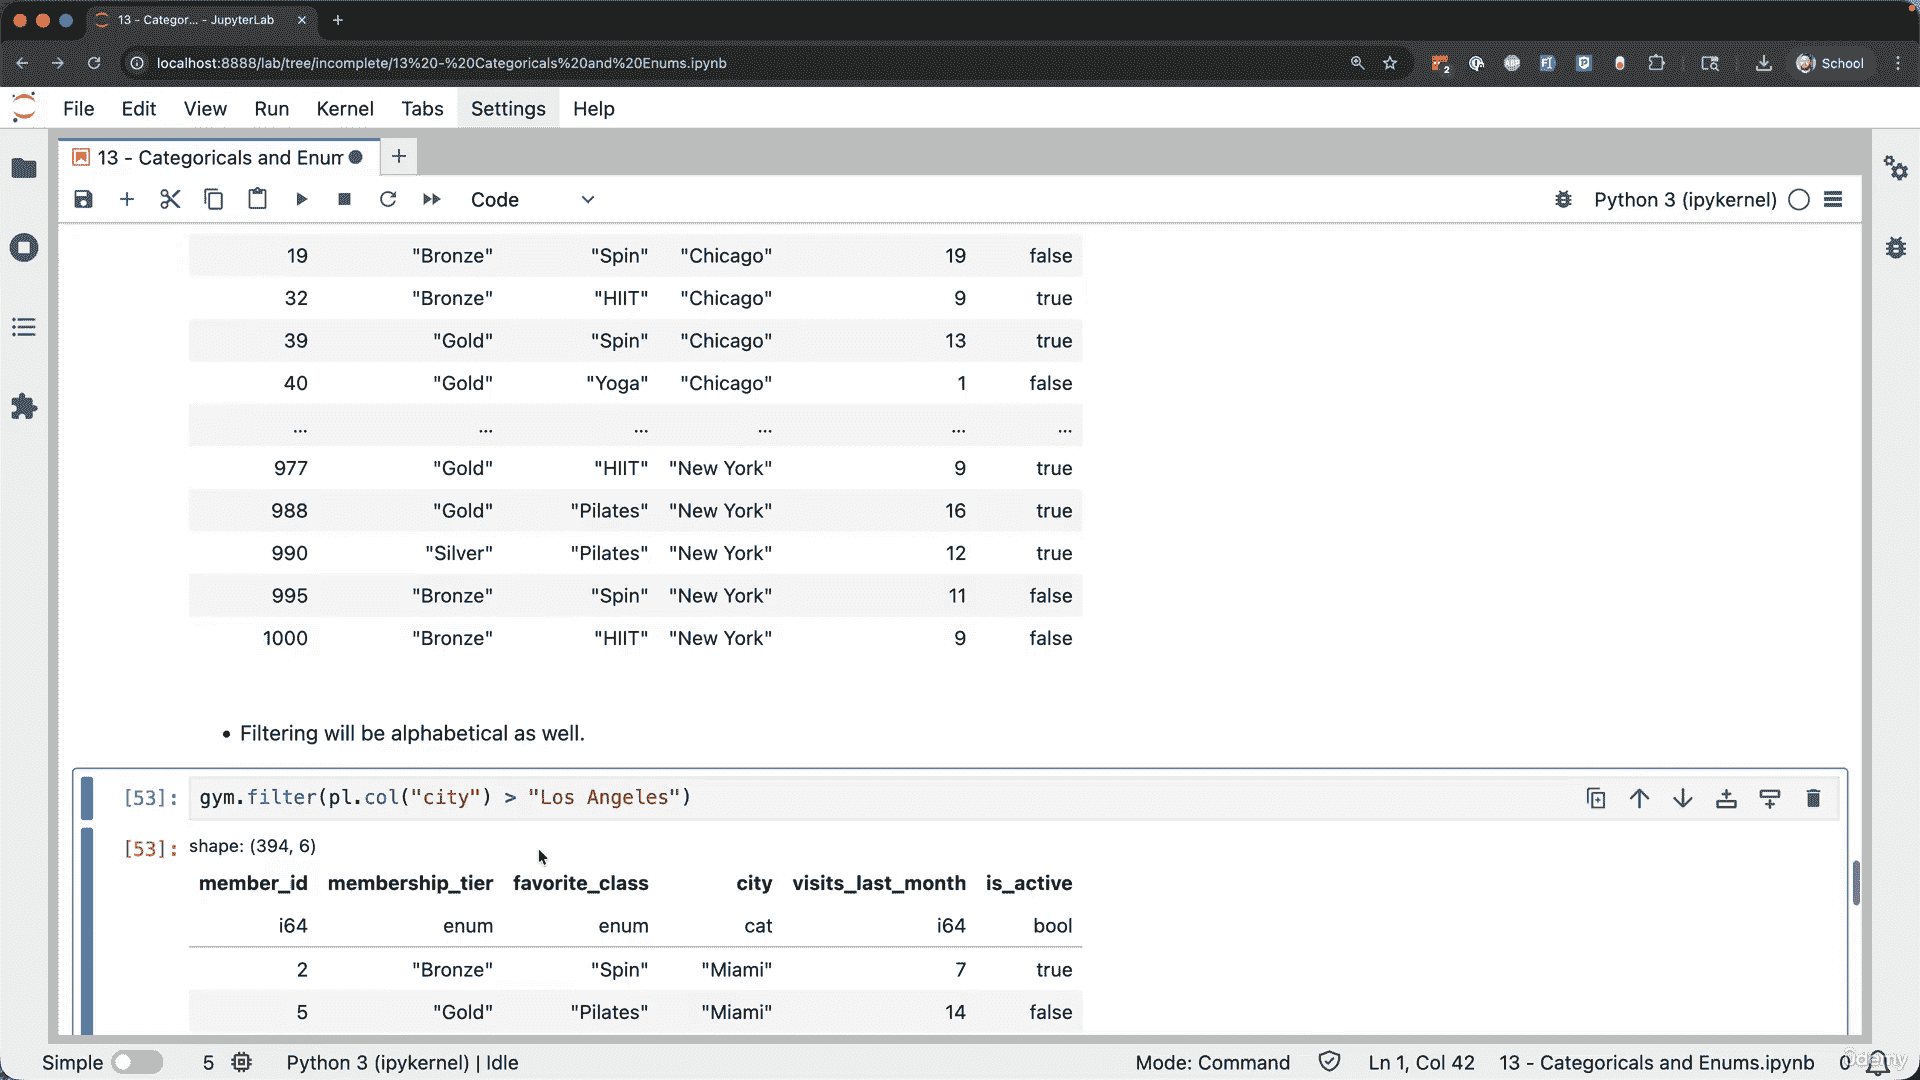 13 - Categor... - JupyterLab
localhost:8888/lab/tree/incomplete/13%20-%20Categoricals%20and%20Enums.ipynb
2
School
File Edit View Run Kernel Tabs Settings Help
13 - Categoricals and Enum
Code
Python 3 (ipykernel)
19 "Bronze" "Spin" "Chicago" 19 false
32 "Bronze" "HIIT" "Chicago" 9 true
39 "Gold" "Spin" "Chicago" 13 true
40 "Gold" "Yoga" "Chicago" 1 false
... ... ... ... ... ...
977 "Gold" "HIIT" "New York" 9 true
988 "Gold" "Pilates" "New York" 16 true
990 "Silver" "Pilates" "New York" 12 true
995 "Bronze" "Spin" "New York" 11 false
1000 "Bronze" "HIIT" "New York" 9 false
• Filtering will be alphabetical as well.
[53]: gym.filter(pl.col("city") > "Los Angeles")
[53]: shape: (394, 6)
member_id membership_tier favorite_class city visits_last_month is_active
i64 enum enum cat i64 bool
2 "Bronze" "Spin" "Miami" 7 true
5 "Gold" "Pilates" "Miami" 14 false
Simple 5 Python 3 (ipykernel) | Idle Mode: Command Ln 1, Col 42 13 - Categoricals and Enums.ipynb 0
udemy